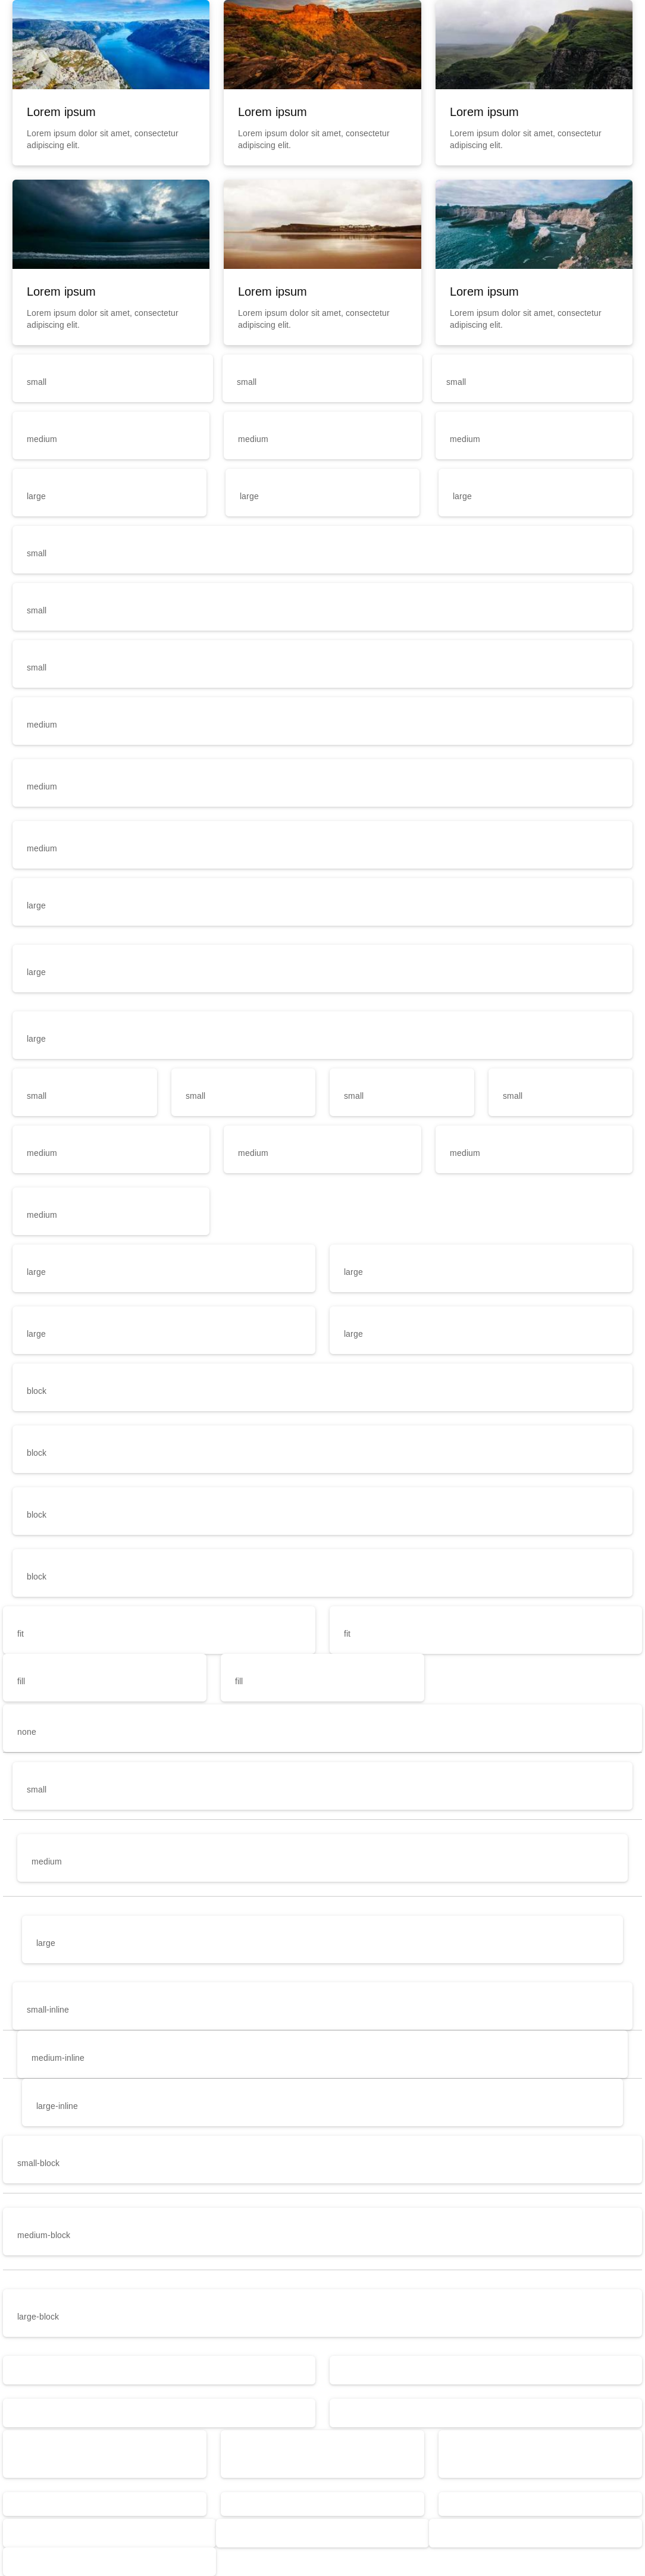 Lorem ipsum
Lorem ipsum dolor sit amet, consectetur
adipiscing elit.
Lorem ipsum
Lorem ipsum dolor sit amet, consectetur
adipiscing elit.
Lorem ipsum
Lorem ipsum dolor sit amet, consectetur
adipiscing elit.
Lorem ipsum
Lorem ipsum dolor sit amet, consectetur
adipiscing elit.
Lorem ipsum
Lorem ipsum dolor sit amet, consectetur
adipiscing elit.
Lorem ipsum
Lorem ipsum dolor sit amet, consectetur
adipiscing elit.
small
small
small
medium
medium
medium
large
large
large
small
small
small
medium
medium
medium
large
large
large
small
small
small
small
medium
medium
medium
medium
large
large
large
large
block
block
block
block
fit
fit
fill
fill
none
small
medium
large
small-inline
medium-inline
large-inline
small-block
medium-block
large-block